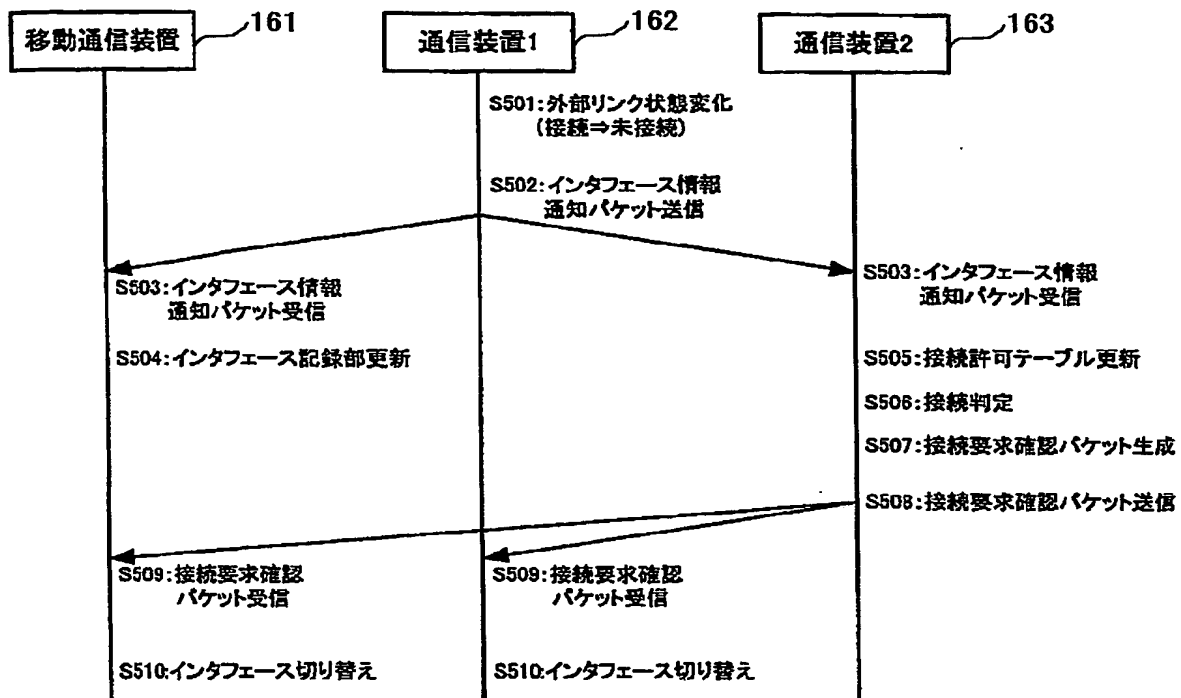 移動通信装置
161
通信装置1
162
通信装置2
163
S501:外部リンク状態変化
(接続⇒未接続)
S502:インタフェース情報
通知パケット送信
S503:インタフェース情報
通知パケット受信
S503:インタフェース情報
通知パケット受信
S504:インタフェース記録部更新
S505:接続許可テーブル更新
S506:接続判定
S507:接続要求確認パケット生成
S508:接続要求確認パケット送信
S509:接続要求確認
パケット受信
S509:接続要求確認
パケット受信
S510:インタフェース切り替え
S510:インタフェース切り替え